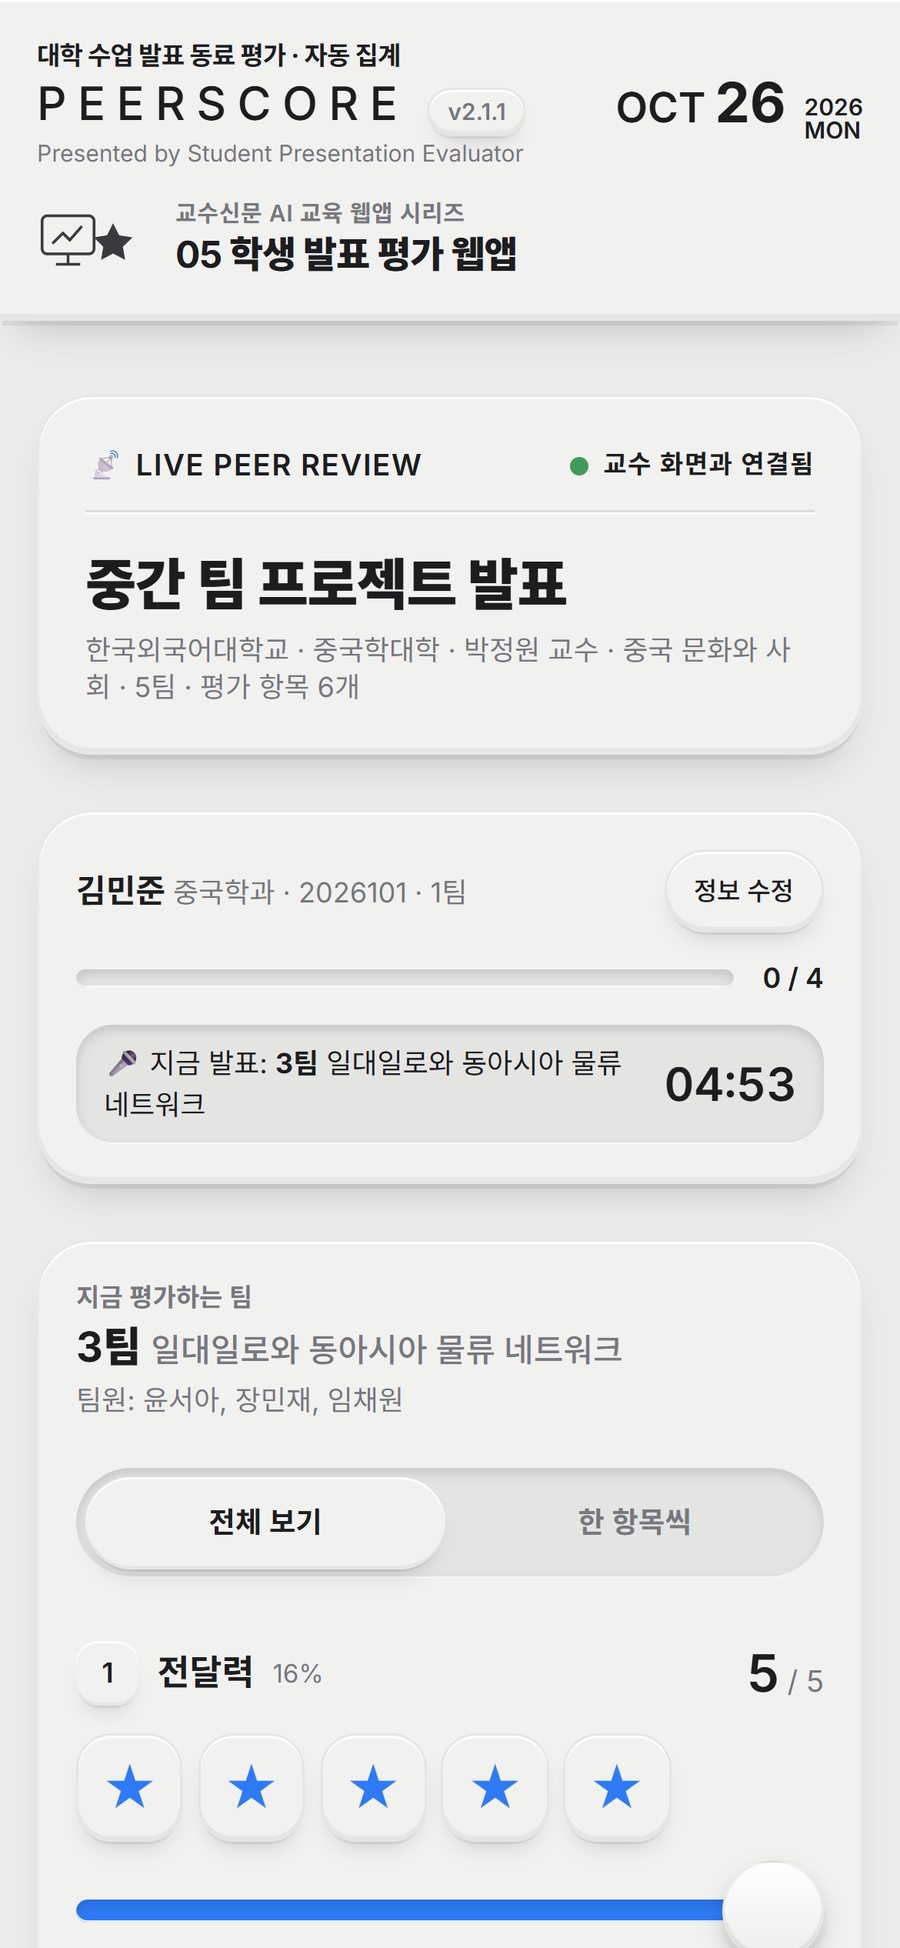 대학 수업 발표 동료 평가 · 자동 집계
PEERSCORE v2.1.1
Presented by Student Presentation Evaluator
OCT 26 2026 MON
교수신문 AI 교육 웹앱 시리즈
05 학생 발표 평가 웹앱
LIVE PEER REVIEW
교수 화면과 연결됨
중간 팀 프로젝트 발표
한국외국어대학교 · 중국학대학 · 박정원 교수 · 중국 문화와 사
회 · 5팀 · 평가 항목 6개
김민준 중국학과 · 2026101 · 1팀
정보 수정
0 / 4
지금 발표: 3팀 일대일로와 동아시아 물류
네트워크
04:53
지금 평가하는 팀
3팀 일대일로와 동아시아 물류 네트워크
팀원: 윤서아, 장민재, 임채원
전체 보기
한 항목씩
1 전달력 16%
5 / 5